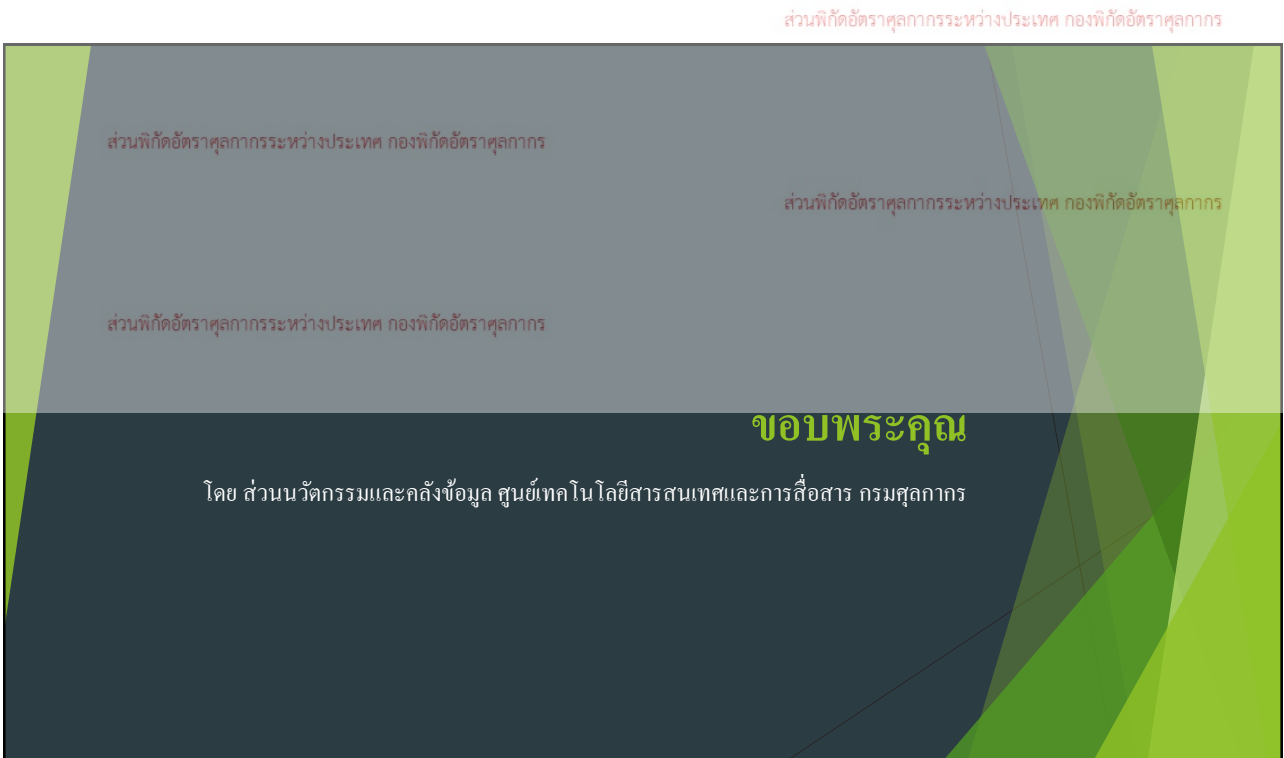 ส่วนพิกัดอัตราศุลกากรระหว่างประเทศ กองพิกัดอัตราศุลกากร
ส่วนพิกัดอัตราศุลกากรระหว่างประเทศ กองพิกัดอัตราศุลกากร
ส่วนพิกัดอัตราศุลกากรระหว่างประเทศ กองพิกัดอัตราศุลกากร
ส่วนพิกัดอัตราศุลกากรระหว่างประเทศ กองพิกัดอัตราศุลกากร
ขอบพระคุณ
โดย ส่วนนวัตกรรมและคลังข้อมูล ศูนย์เทคโนโลยีสารสนเทศและการสื่อสาร กรมศุลกากร